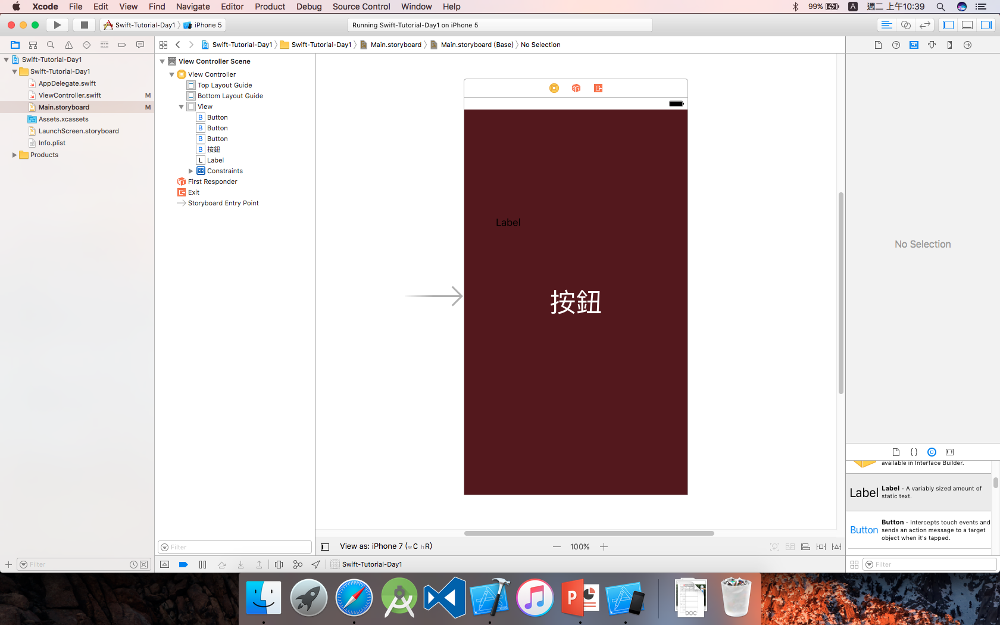 Xcode File Edit View Find Navigate Editor Product Debug Source Control Window Help 99% A 週二 上午10:39
Swift-Tutorial-Day1 iPhone 5 Running Swift-Tutorial-Day1 on iPhone 5
Swift-Tutorial-Day1 Swift-Tutorial-Day1 Main.storyboard Main.storyboard (Base) No Selection
Swift-Tutorial-Day1
Swift-Tutorial-Day1
AppDelegate.swift
ViewController.swift M
Main.storyboard M
Assets.xcassets
LaunchScreen.storyboard
Info.plist
Products
Filter
View Controller Scene
View Controller
Top Layout Guide
Bottom Layout Guide
View
B Button
B Button
B Button
B 按鈕
L Label
Constraints
First Responder
Exit
Storyboard Entry Point
Filter
Label
按鈕
View as: iPhone 7 (wC hR) 100%
Swift-Tutorial-Day1
No Selection
{ }
available in Interface Builder.
Label Label - A variably sized amount of
static text.
Button Button - Intercepts touch events and
sends an action message to a target
object when it's tapped.
Filter
P
DOC